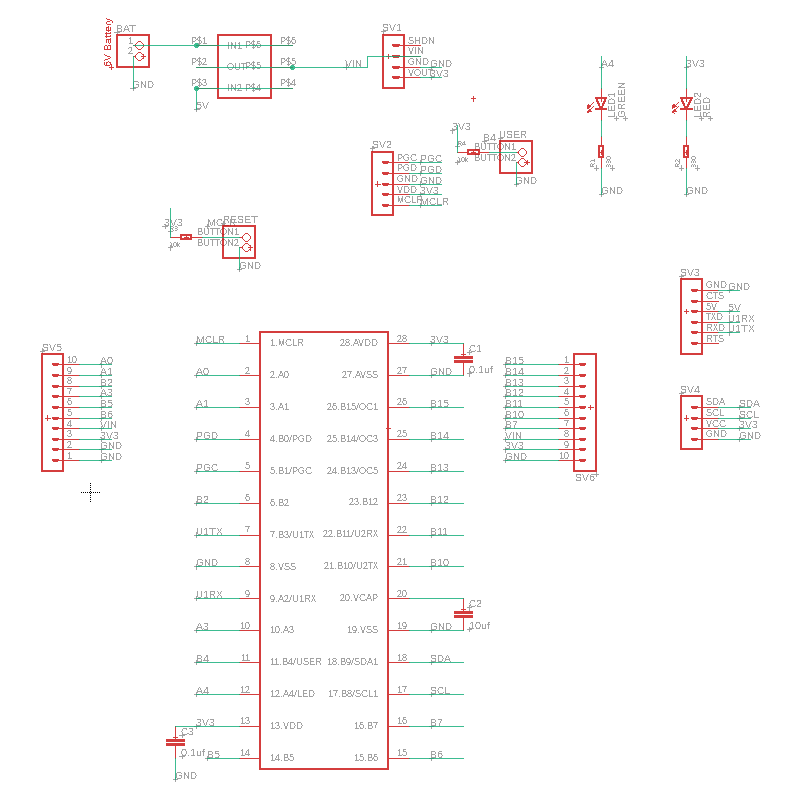 6V Battery
BAT
1
2
GND
P$1
P$2
P$3
5V
IN1 P$6
OUT P$5
IN2 P$4
P$6
P$5
P$4
VIN
SV1
SHDN
VIN
GND GND
VOUT 3V3
A4
LED1
GREEN
R1
330
GND
3V3
LED2
RED
R2
330
GND
3V3
R4
10k
B4 USER
BUTTON1
BUTTON2
GND
SV2
PGC PGC
PGD PGD
GND GND
VDD 3V3
MCLR MCLR
3V3
10k
MCLR RESET
BUTTON1
BUTTON2
GND
SV3
GND GND
CTS
5V 5V
TXD U1RX
RXD U1TX
RTS
SV4
SDA SDA
SCL SCL
VCC 3V3
GND GND
SV5
10 A0
9 A1
8 B2
7 A3
6 B5
5 B6
4 VIN
3 3V3
2 GND
1 GND
MCLR 1 1.MCLR 28.AVDD 28 3V3
C1
0.1uf
A0 2 2.A0 27.AVSS 27 GND
A1 3 3.A1 26.B15/OC1 26 B15
PGD 4 4.B0/PGD 25.B14/OC3 25 B14
PGC 5 5.B1/PGC 24.B13/OC5 24 B13
B2 6 6.B2 23.B12 23 B12
U1TX 7 7.B3/U1TX 22.B11/U2RX 22 B11
GND 8 8.VSS 21.B10/U2TX 21 B10
U1RX 9 9.A2/U1RX 20.VCAP 20
C2
10uf
A3 10 10.A3 19.VSS 19 GND
B4 11 11.B4/USER 18.B9/SDA1 18 SDA
A4 12 12.A4/LED 17.B8/SCL1 17 SCL
3V3 13 13.VDD 16.B7 16 B7
C3
0.1uf
B5 14 14.B5 15.B6 15 B6
GND
B15 1
B14 2
B13 3
B12 4
B11 5
B10 6
B7 7
VIN 8
3V3 9
GND 10
SV6